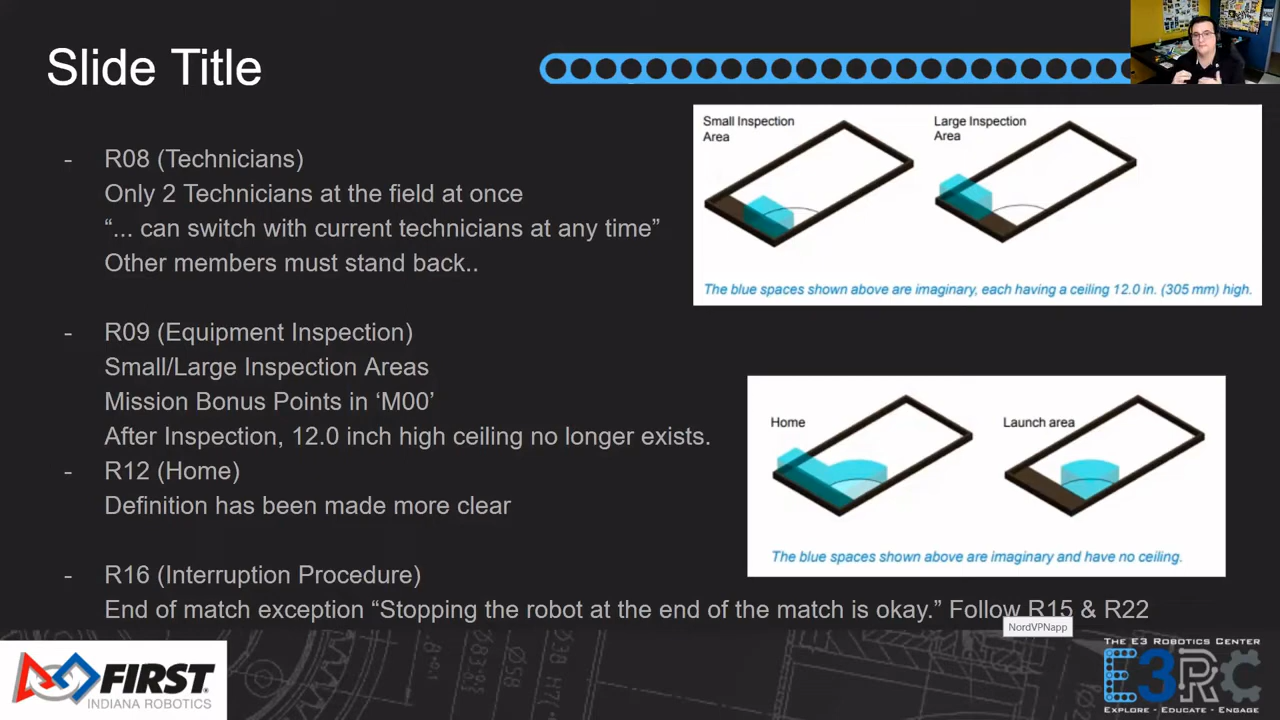 Slide Title
- R08 (Technicians)
Only 2 Technicians at the field at once
“... can switch with current technicians at any time”
Other members must stand back..
- R09 (Equipment Inspection)
Small/Large Inspection Areas
Mission Bonus Points in ‘M00’
After Inspection, 12.0 inch high ceiling no longer exists.
- R12 (Home)
Definition has been made more clear
- R16 (Interruption Procedure)
End of match exception “Stopping the robot at the end of the match is okay.” Follow R15 & R22
Small Inspection
Area
Large Inspection
Area
The blue spaces shown above are imaginary, each having a ceiling 12.0 in. (305 mm) high.
Home
Launch area
The blue spaces shown above are imaginary and have no ceiling.
NordVPNapp
FIRST
INDIANA ROBOTICS
THE E3 ROBOTICS CENTER
E3RC
EXPLORE - EDUCATE - ENGAGE